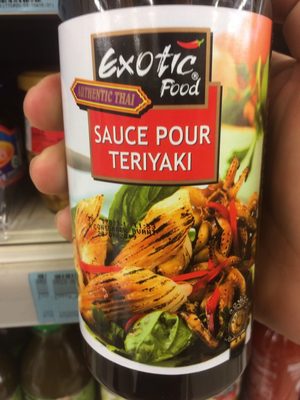 Exotic
Food
®
AUTHENTIC THAI
SAUCE POUR
TERIYAKI